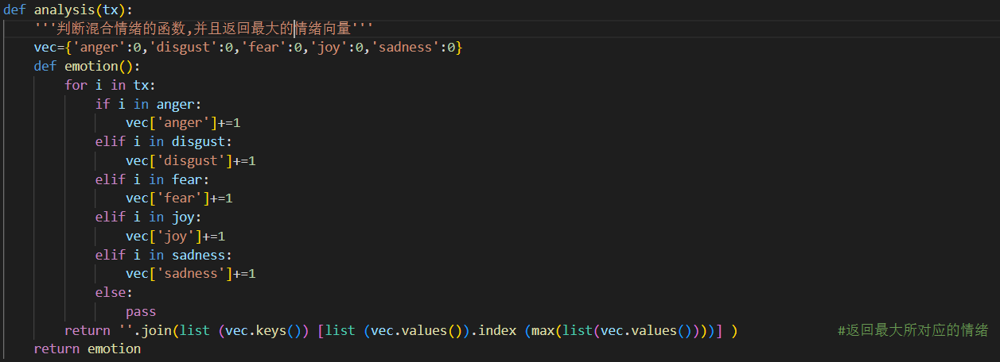 def analysis(tx):
    '''判断混合情绪的函数,并且返回最大的情绪向量'''
    vec={'anger':0,'disgust':0,'fear':0,'joy':0,'sadness':0}
    def emotion():
        for i in tx:
            if i in anger:
                vec['anger']+=1
            elif i in disgust:
                vec['disgust']+=1
            elif i in fear:
                vec['fear']+=1
            elif i in joy:
                vec['joy']+=1
            elif i in sadness:
                vec['sadness']+=1
            else:
                pass
        return ''.join(list (vec.keys()) [list (vec.values()).index (max(list(vec.values())))] )             #返回最大所对应的情绪
    return emotion